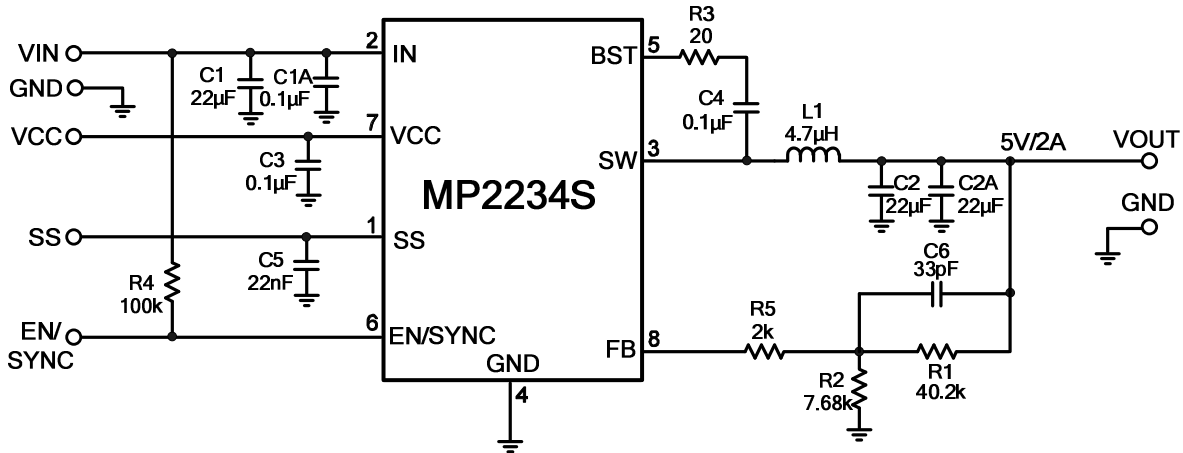 VIN
GND
VCC
SS
EN/
SYNC
R4
100k
C1
22µF
C1A
0.1µF
C3
0.1µF
C5
22nF
2
7
1
6
IN
VCC
SS
EN/SYNC
GND
4
MP2234S
BST
SW
FB
5
3
8
R3
20
C4
0.1µF
L1
4.7µH
C2
22µF
C2A
22µF
5V/2A
VOUT
GND
C6
33pF
R5
2k
R2
7.68k
R1
40.2k